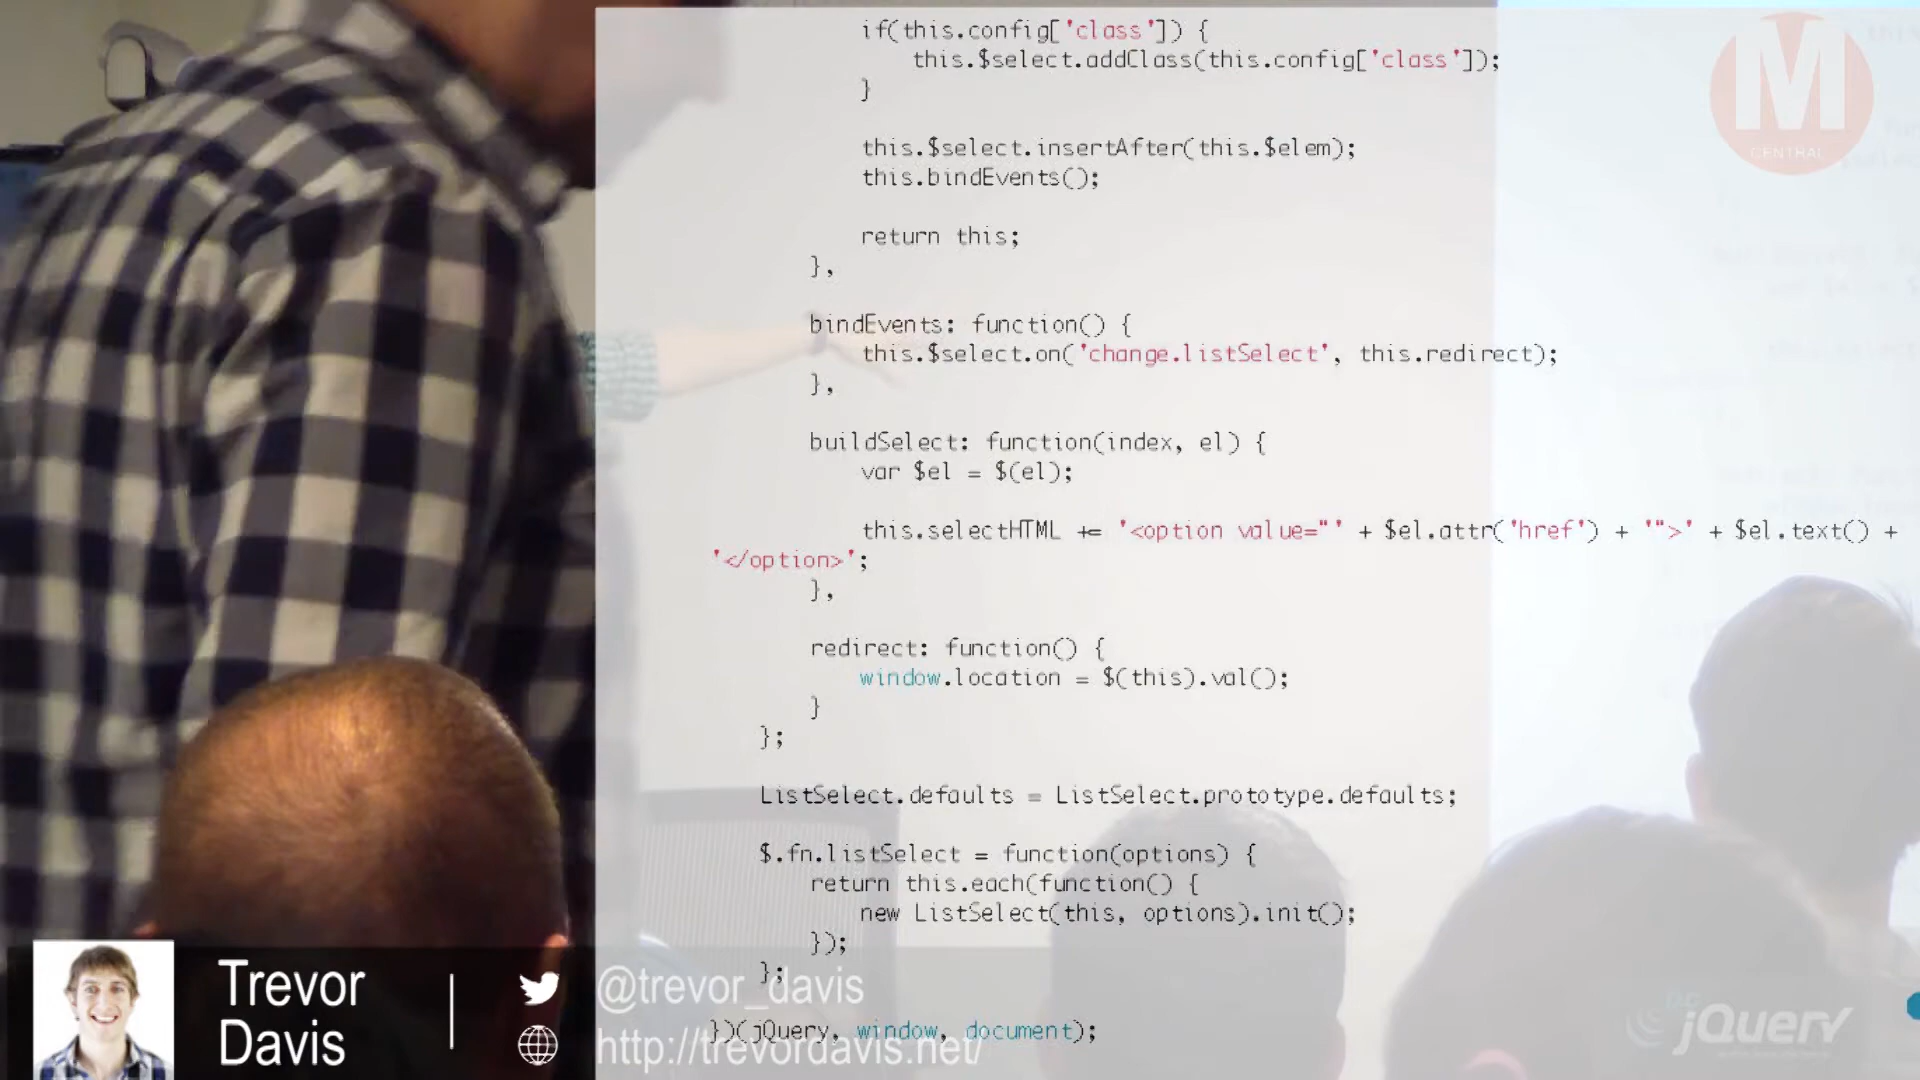 if(this.config['class']) {
this.$select.addClass(this.config['class']);
}
this.$select.insertAfter(this.$elem);
this.bindEvents();
return this;
},
bindEvents: function() {
this.$select.on('change.listSelect', this.redirect);
},
buildSelect: function(index, el) {
var $el = $(el);
this.selectHTML += '<option value="' + $el.attr('href') + '">' + $el.text() +
'</option>';
},
redirect: function() {
window.location = $(this).val();
}
};
ListSelect.defaults = ListSelect.prototype.defaults;
$.fn.listSelect = function(options) {
return this.each(function() {
new ListSelect(this, options).init();
});
};
})(jQuery, window, document);
M
CENTRAL
Trevor
Davis
@trevor_davis
http://trevordavis.net/
DC
jQuery